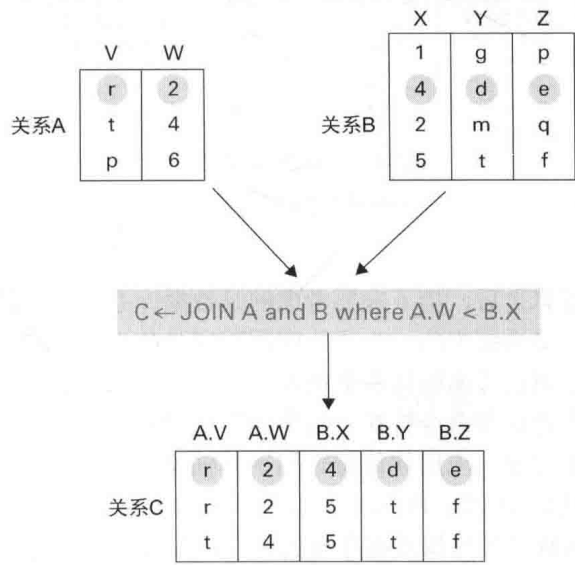 V W
r 2
关系A
t 4
p 6
X Y Z
1 g p
4 d e
关系B
2 m q
5 t f
C ← JOIN A and B where A.W < B.X
A.V A.W B.X B.Y B.Z
r 2 4 d e
关系C
r 2 5 t f
t 4 5 t f